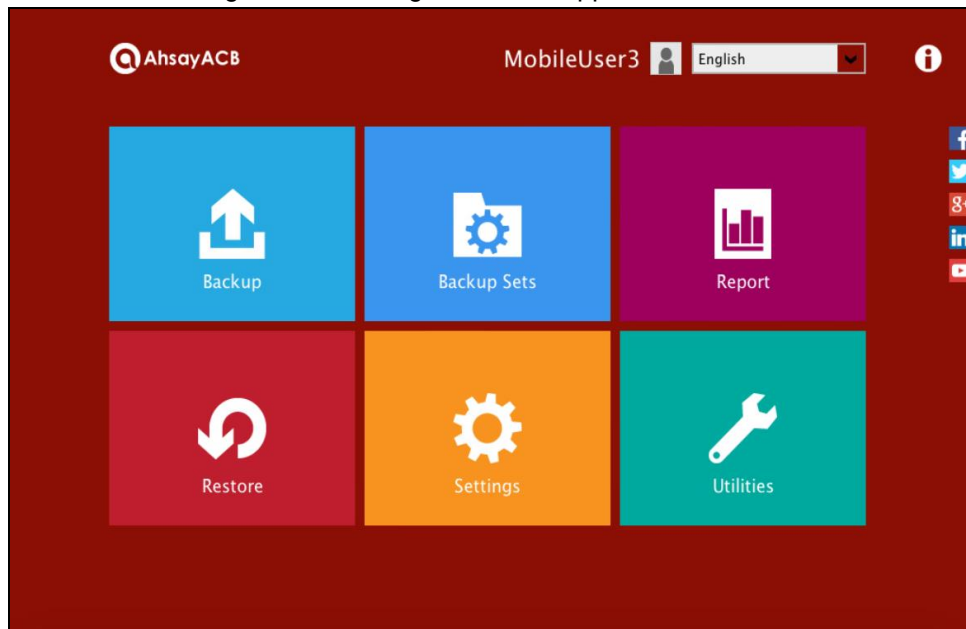 AhsayACB
MobileUser3
English
Backup
Backup Sets
Report
Restore
Settings
Utilities